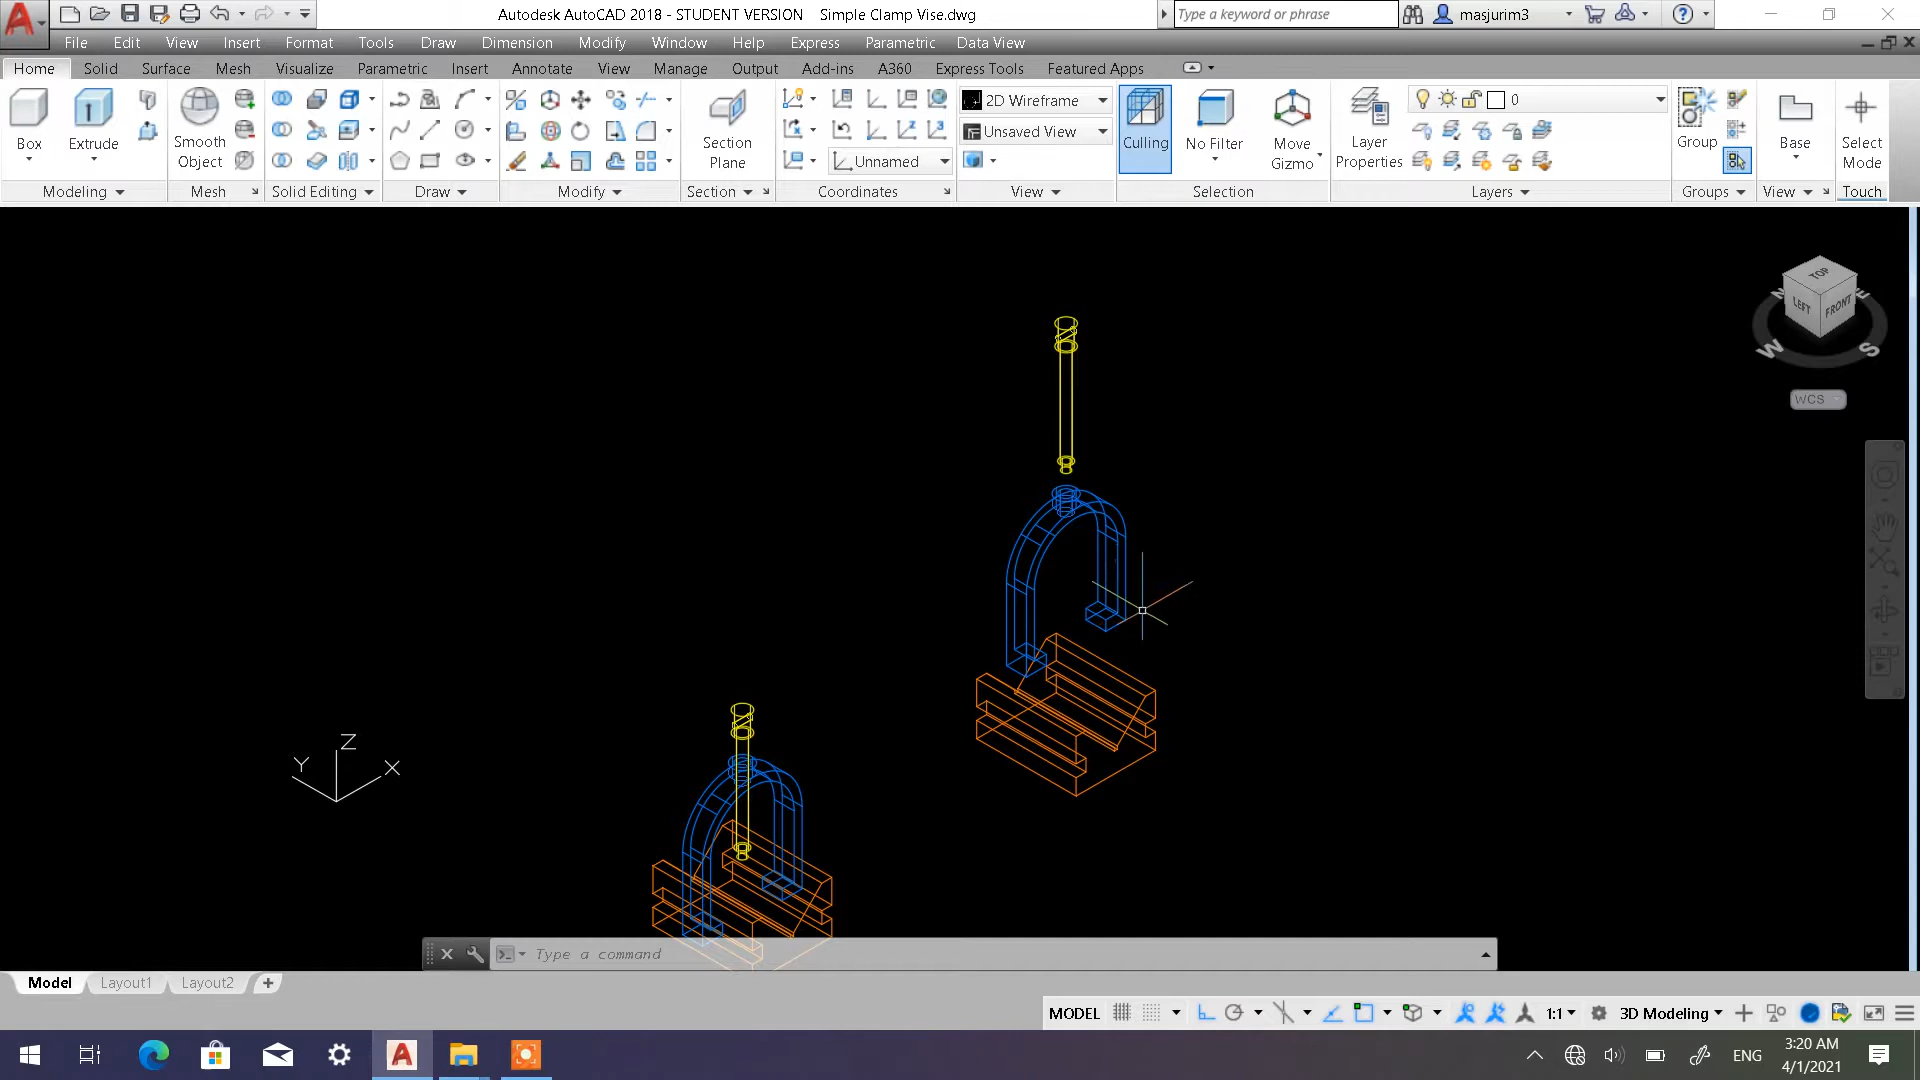 Autodesk AutoCAD 2018 - STUDENT VERSION    Simple Clamp Vise.dwg
Type a keyword or phrase
masjurim3
File Edit View Insert Format Tools Draw Dimension Modify Window Help Express Parametric Data View
Home Solid Surface Mesh Visualize Parametric Insert Annotate View Manage Output Add-ins A360 Express Tools Featured Apps
Box
Extrude
Smooth
Object
Section
Plane
2D Wireframe
Unsaved View
Unnamed
Culling
No Filter
Move
Gizmo
Layer
Properties
0
Group
Base
Select
Mode
Modeling Mesh Solid Editing Draw Modify Section Coordinates View Selection Layers Groups View Touch
TOP
LEFT
FRONT
N
E
W
S
WCS
Z
Y
X
Type a command
Model Layout1 Layout2 +
MODEL
1:1
3D Modeling
ENG
3:20 AM
4/1/2021